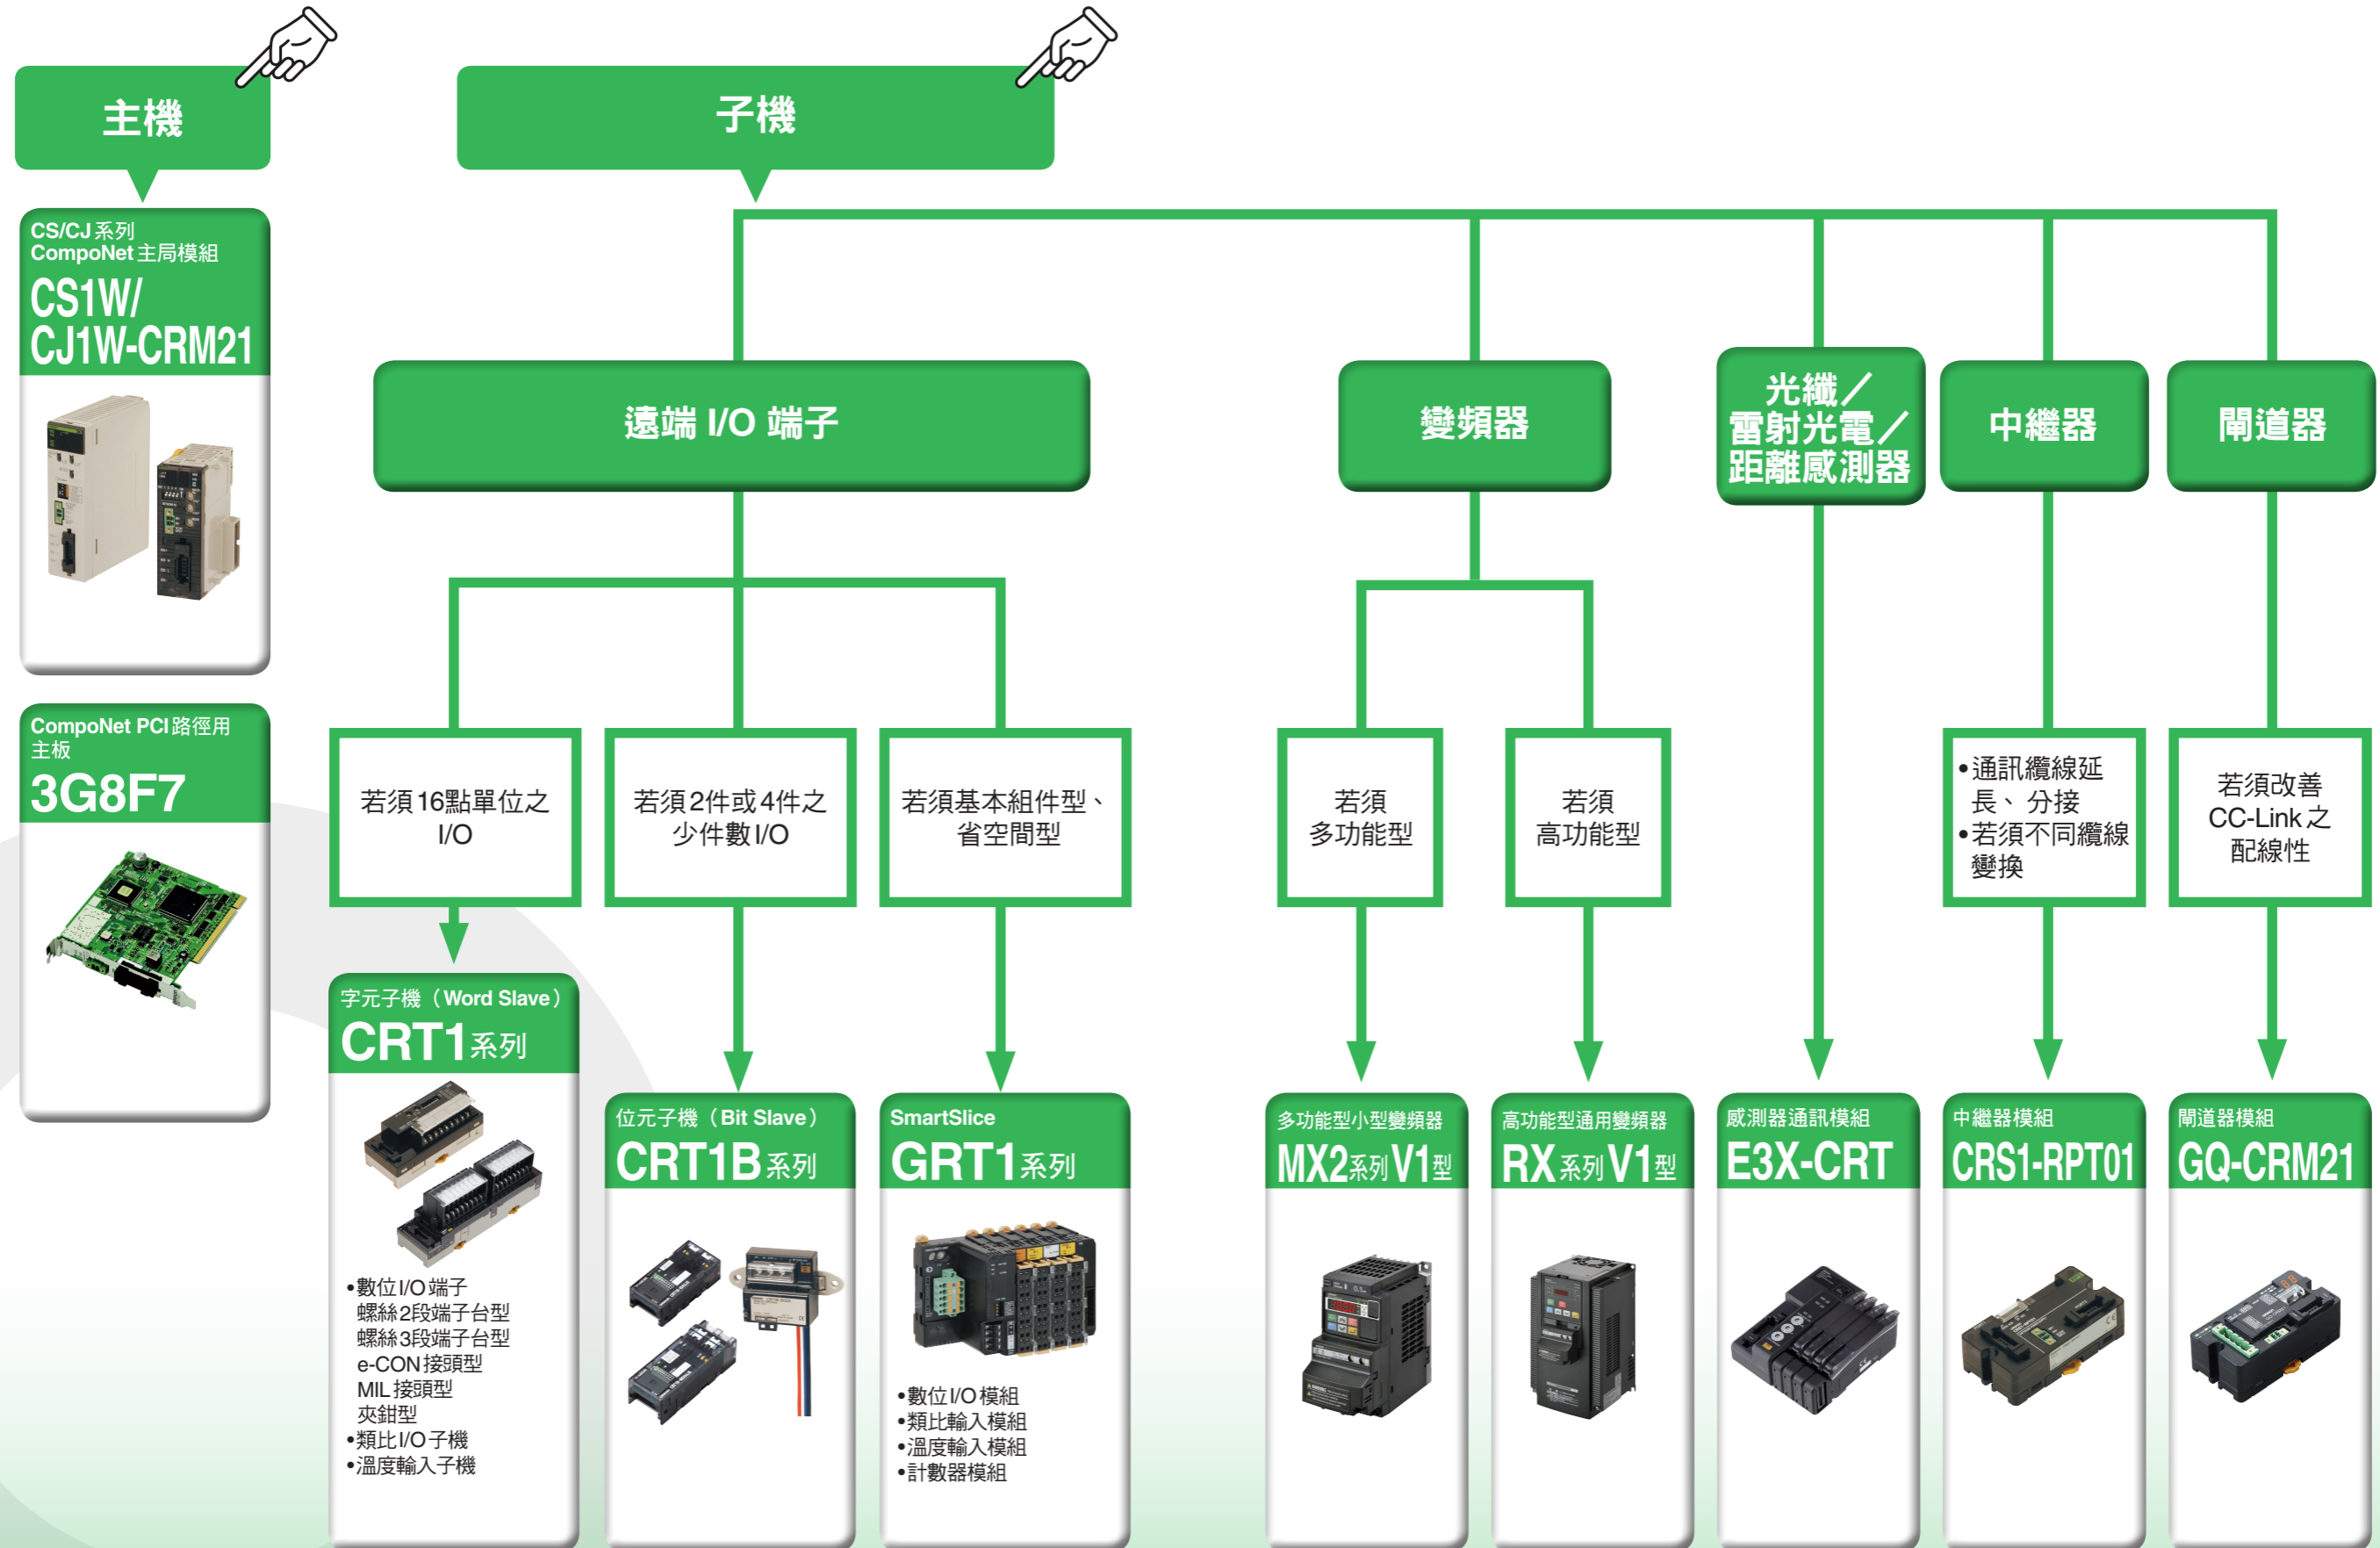 主機
子機
CS/CJ系列
CompoNet主局模組
CS1W/
CJ1W-CRM21
CompoNet PCI路徑用
主板
3G8F7
遠端 I/O 端子
變頻器
光纖／
雷射光電／
距離感測器
中繼器
閘道器
若須16點單位之
I/O
若須2件或4件之
少件數I/O
若須基本組件型、
省空間型
若須
多功能型
若須
高功能型
•通訊纜線延
長、分接
•若須不同纜線
變換
若須改善
CC-Link之
配線性
字元子機（Word Slave）
CRT1系列
•數位I/O端子
螺絲2段端子台型
螺絲3段端子台型
e-CON接頭型
MIL接頭型
夾鉗型
•類比I/O子機
•溫度輸入子機
位元子機（Bit Slave）
CRT1B系列
SmartSlice
GRT1系列
•數位I/O模組
•類比輸入模組
•溫度輸入模組
•計數器模組
多功能型小型變頻器
MX2系列V1型
高功能型通用變頻器
RX系列V1型
感測器通訊模組
E3X-CRT
中繼器模組
CRS1-RPT01
閘道器模組
GQ-CRM21